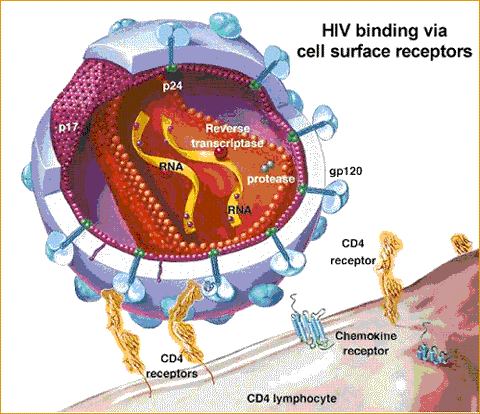 HIV binding via
cell surface receptors
p24
p17
Reverse
transcriptase
RNA
protease
gp120
RNA
CD4
receptor
Chemokine
receptor
CD4
receptors
CD4 lymphocyte